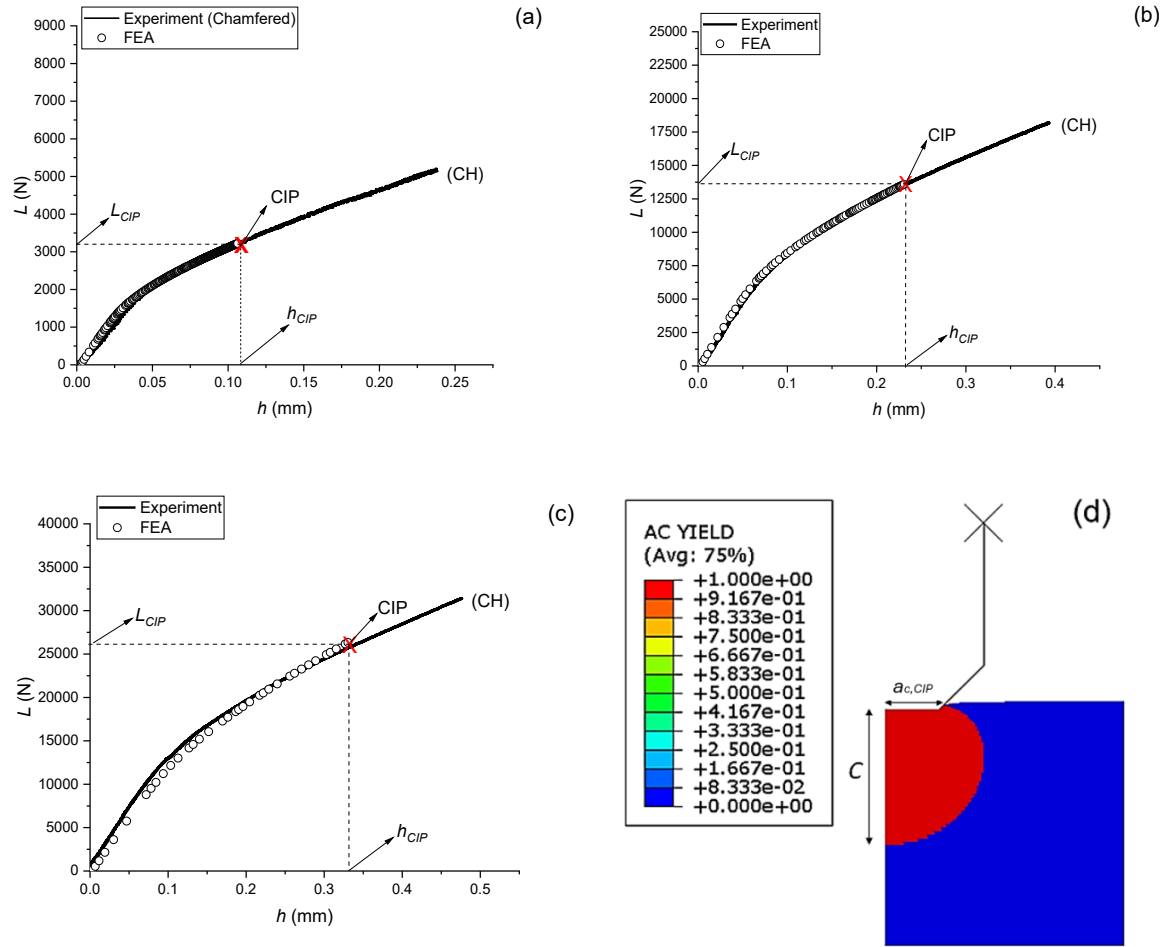 (a)
Experiment (Chamfered)
FEA
9000
8000
7000
6000
5000
4000
3000
2000
1000
0
L (N)
L_CIP
CIP
(CH)
h_CIP
0.00 0.05 0.10 0.15 0.20 0.25
h (mm)
(b)
Experiment
FEA
25000
22500
20000
17500
15000
12500
10000
7500
5000
2500
0
L (N)
L_CIP
CIP
(CH)
h_CIP
0.0 0.1 0.2 0.3 0.4
h (mm)
(c)
Experiment
FEA
40000
35000
30000
25000
20000
15000
10000
5000
0
L (N)
L_CIP
CIP
(CH)
h_CIP
0.0 0.1 0.2 0.3 0.4 0.5
h (mm)
(d)
AC YIELD
(Avg: 75%)
+1.000e+00
+9.167e-01
+8.333e-01
+7.500e-01
+6.667e-01
+5.833e-01
+5.000e-01
+4.167e-01
+3.333e-01
+2.500e-01
+1.667e-01
+8.333e-02
+0.000e+00
a_c,CIP
C